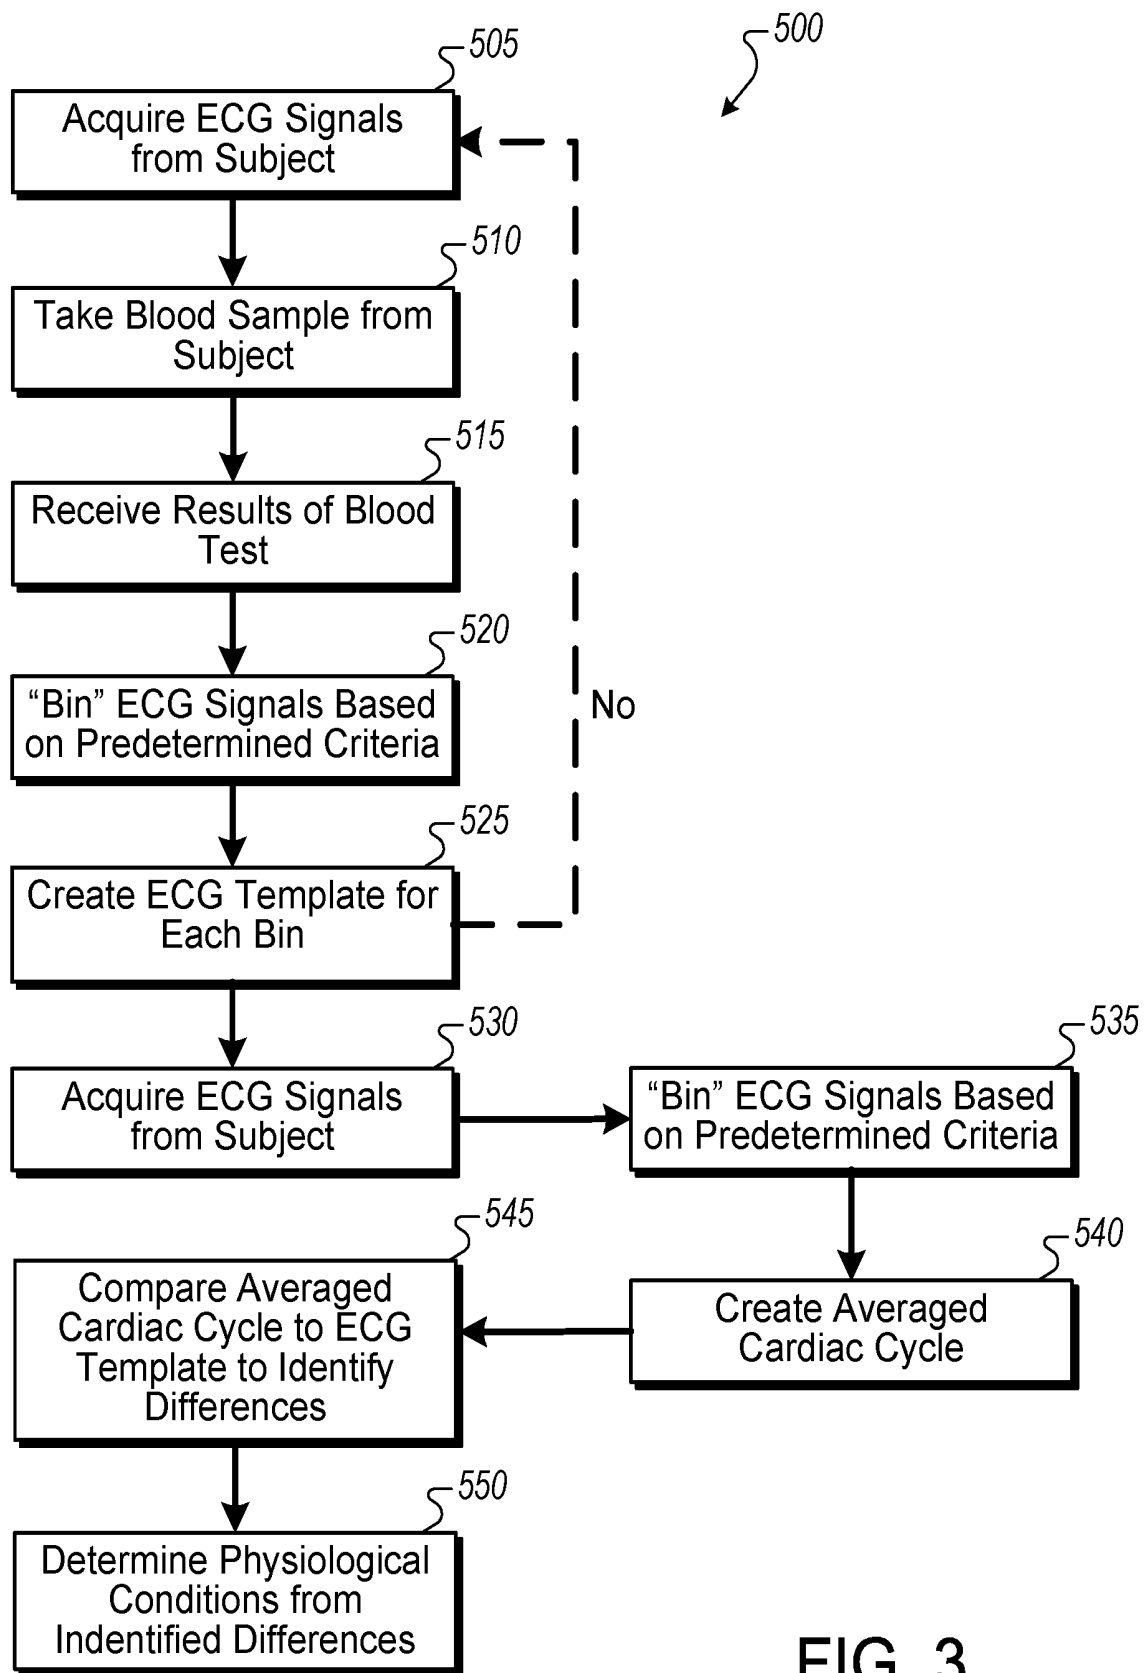 500
505
Acquire ECG Signals
from Subject
510
Take Blood Sample from
Subject
515
Receive Results of Blood
Test
520
“Bin” ECG Signals Based
on Predetermined Criteria
No
525
Create ECG Template for
Each Bin
530
Acquire ECG Signals
from Subject
535
“Bin” ECG Signals Based
on Predetermined Criteria
540
Create Averaged
Cardiac Cycle
545
Compare Averaged
Cardiac Cycle to ECG
Template to Identify
Differences
550
Determine Physiological
Conditions from
Indentified Differences
FIG. 3